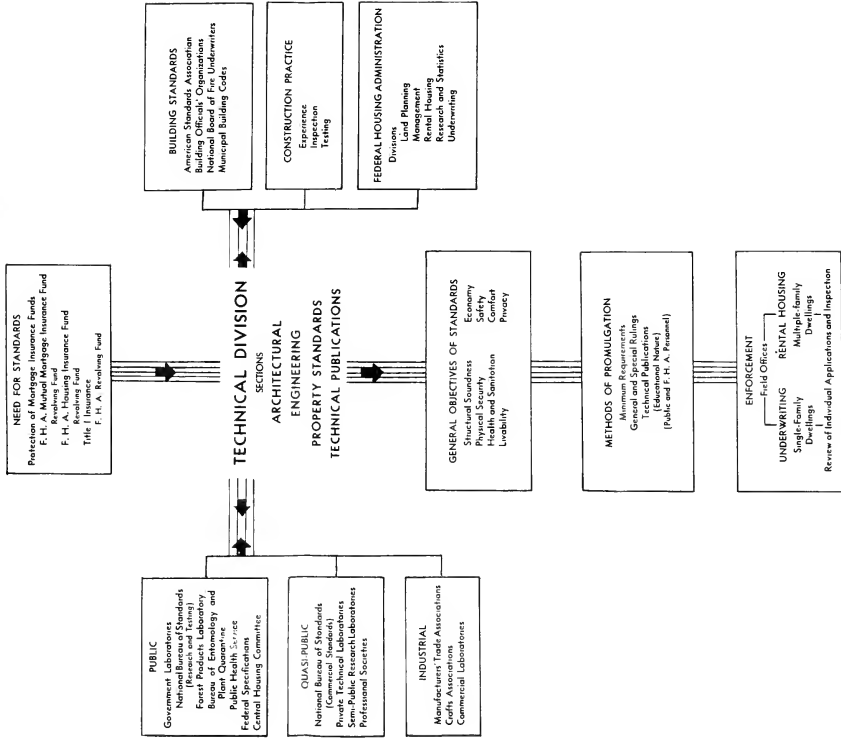 NEED FOR STANDARDS
Protection of Mortgage Insurance Funds
F. H. A. Mutual Mortgage Insurance Fund
Revolving Fund
F. H. A. Housing Insurance Fund
Revolving Fund
Title I Insurance
F. H. A. Revolving Fund
PUBLIC
Government Laboratories
National Bureau of Standards
(Research and Testing)
Forest Products Laboratory
Bureau of Entomology and
Plant Quarantine
Public Health Service
Federal Specifications
Central Housing Committee
QUASI-PUBLIC
National Bureau of Standards
(Commercial Standards)
Private Technical Laboratories
Semi-Public Research Laboratories
Professional Societies
INDUSTRIAL
Manufacturers' Trade Associations
Crafts Associations
Commercial Laboratories
TECHNICAL DIVISION
SECTIONS
ARCHITECTURAL
ENGINEERING
PROPERTY STANDARDS
TECHNICAL PUBLICATIONS
BUILDING STANDARDS
American Standards Association
Building Officials' Organizations
National Board of Fire Underwriters
Municipal Building Codes
CONSTRUCTION PRACTICE
Experience
Inspection
Testing
FEDERAL HOUSING ADMINISTRATION
Divisions
Land Planning
Management
Rental Housing
Research and Statistics
Underwriting
GENERAL OBJECTIVES OF STANDARDS
Structural Soundness Economy
Physical Security Safety
Health and Sanitation Comfort
Livability Privacy
METHODS OF PROMULGATION
Minimum Requirements
General and Special Rulings
Technical Publications
(Educational Nature)
(Public and F. H. A. Personnel)
ENFORCEMENT
Field Offices
UNDERWRITING RENTAL HOUSING
Single-Family Multiple-family
Dwellings Dwellings
Review of Individual Applications and Inspection